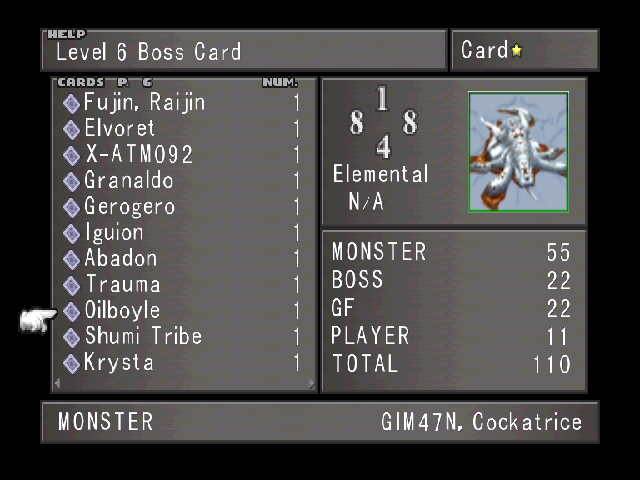 HELP
Level 6 Boss Card
Card
CARDS P. 6 NUM.
Fujin, Raijin 1
Elvoret 1
X-ATM092 1
Granaldo 1
Gerogero 1
Iguion 1
Abadon 1
Trauma 1
Oilboyle 1
Shumi Tribe 1
Krysta 1
1
8 8
4
Elemental
N/A
MONSTER 55
BOSS 22
GF 22
PLAYER 11
TOTAL 110
MONSTER GIM47N, Cockatrice